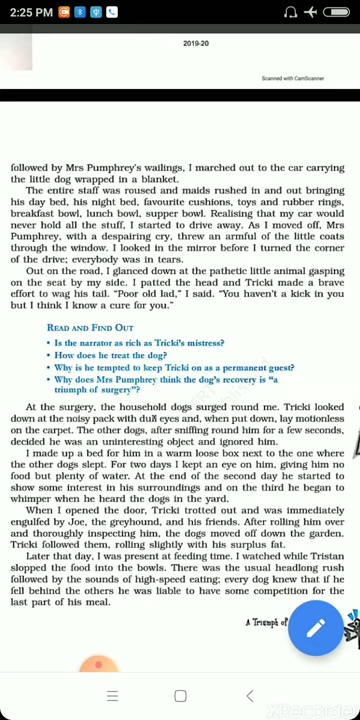 2:25 PM
2019-20
Scanned with CamScanner
followed by Mrs Pumphrey's wailings, I marched out to the car carrying
the little dog wrapped in a blanket.
The entire staff was roused and maids rushed in and out bringing
his day bed, his night bed, favourite cushions, toys and rubber rings,
breakfast bowl, lunch bowl, supper bowl. Realising that my car would
never hold all the stuff, I started to drive away. As I moved off, Mrs
Pumphrey, with a despairing cry, threw an armful of the little coats
through the window. I looked in the mirror before I turned the corner
of the drive; everybody was in tears.
Out on the road, I glanced down at the pathetic little animal gasping
on the seat by my side. I patted the head and Tricki made a brave
effort to wag his tail. “Poor old lad,” I said. “You haven't a kick in you
but I think I know a cure for you.”
READ AND FIND OUT
• Is the narrator as rich as Tricki's mistress?
• How does he treat the dog?
• Why is he tempted to keep Tricki on as a permanent guest?
• Why does Mrs Pumphrey think the dog's recovery is “a
triumph of surgery”?
At the surgery, the household dogs surged round me. Tricki looked
down at the noisy pack with dull eyes and, when put down, lay motionless
on the carpet. The other dogs, after sniffing round him for a few seconds,
decided he was an uninteresting object and ignored him.
I made up a bed for him in a warm loose box next to the one where
the other dogs slept. For two days I kept an eye on him, giving him no
food but plenty of water. At the end of the second day he started to
show some interest in his surroundings and on the third he began to
whimper when he heard the dogs in the yard.
When I opened the door, Tricki trotted out and was immediately
engulfed by Joe, the greyhound, and his friends. After rolling him over
and thoroughly inspecting him, the dogs moved off down the garden.
Tricki followed them, rolling slightly with his surplus fat.
Later that day, I was present at feeding time. I watched while Tristan
slopped the food into the bowls. There was the usual headlong rush
followed by the sounds of high-speed eating; every dog knew that if he
fell behind the others he was liable to have some competition for the
last part of his meal.
A Triumph of